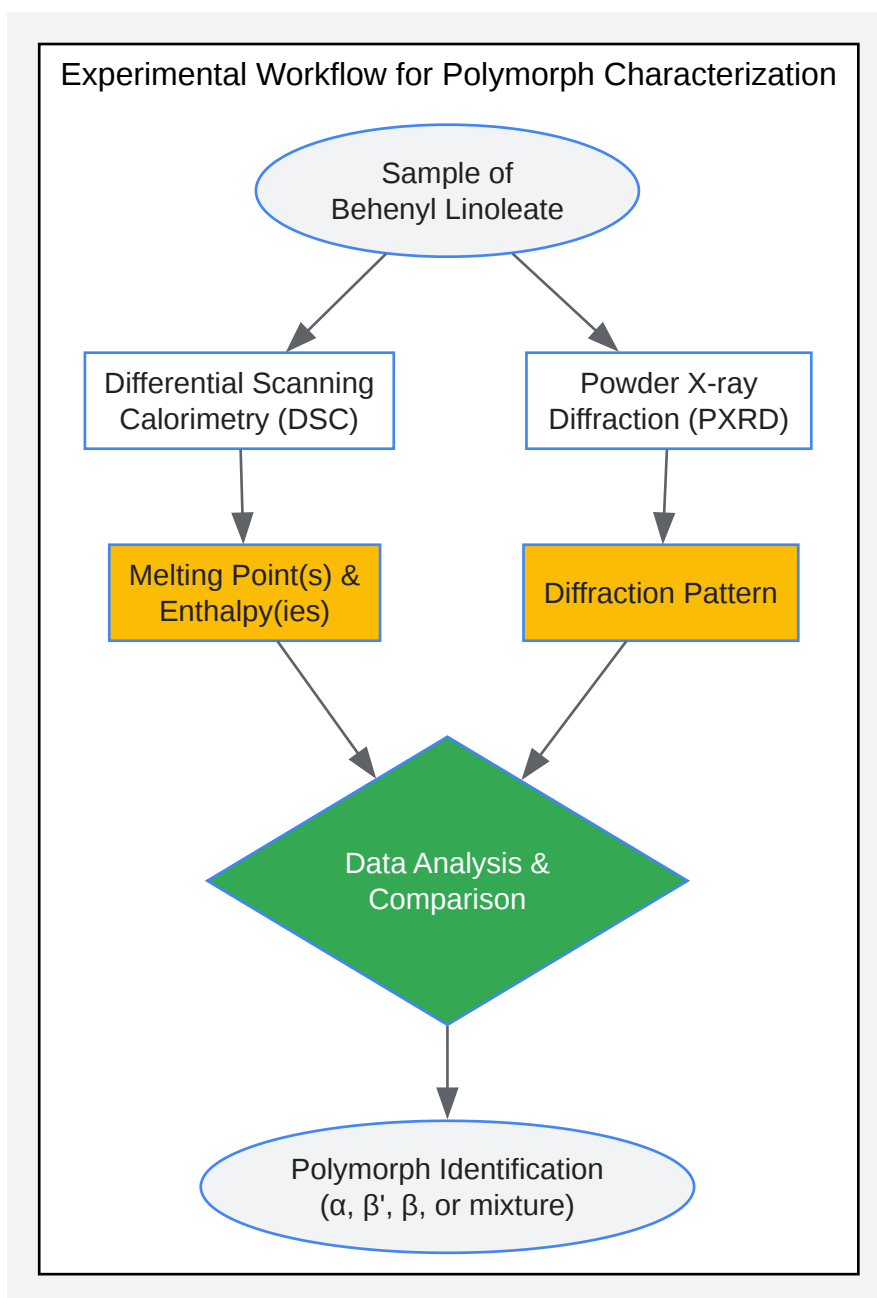 Experimental Workflow for Polymorph Characterization
Sample of
Behenyl Linoleate
Differential Scanning
Calorimetry (DSC)
Powder X-ray
Diffraction (PXRD)
Melting Point(s) &
Enthalpy(ies)
Diffraction Pattern
Data Analysis &
Comparison
Polymorph Identification
(α, β', β, or mixture)